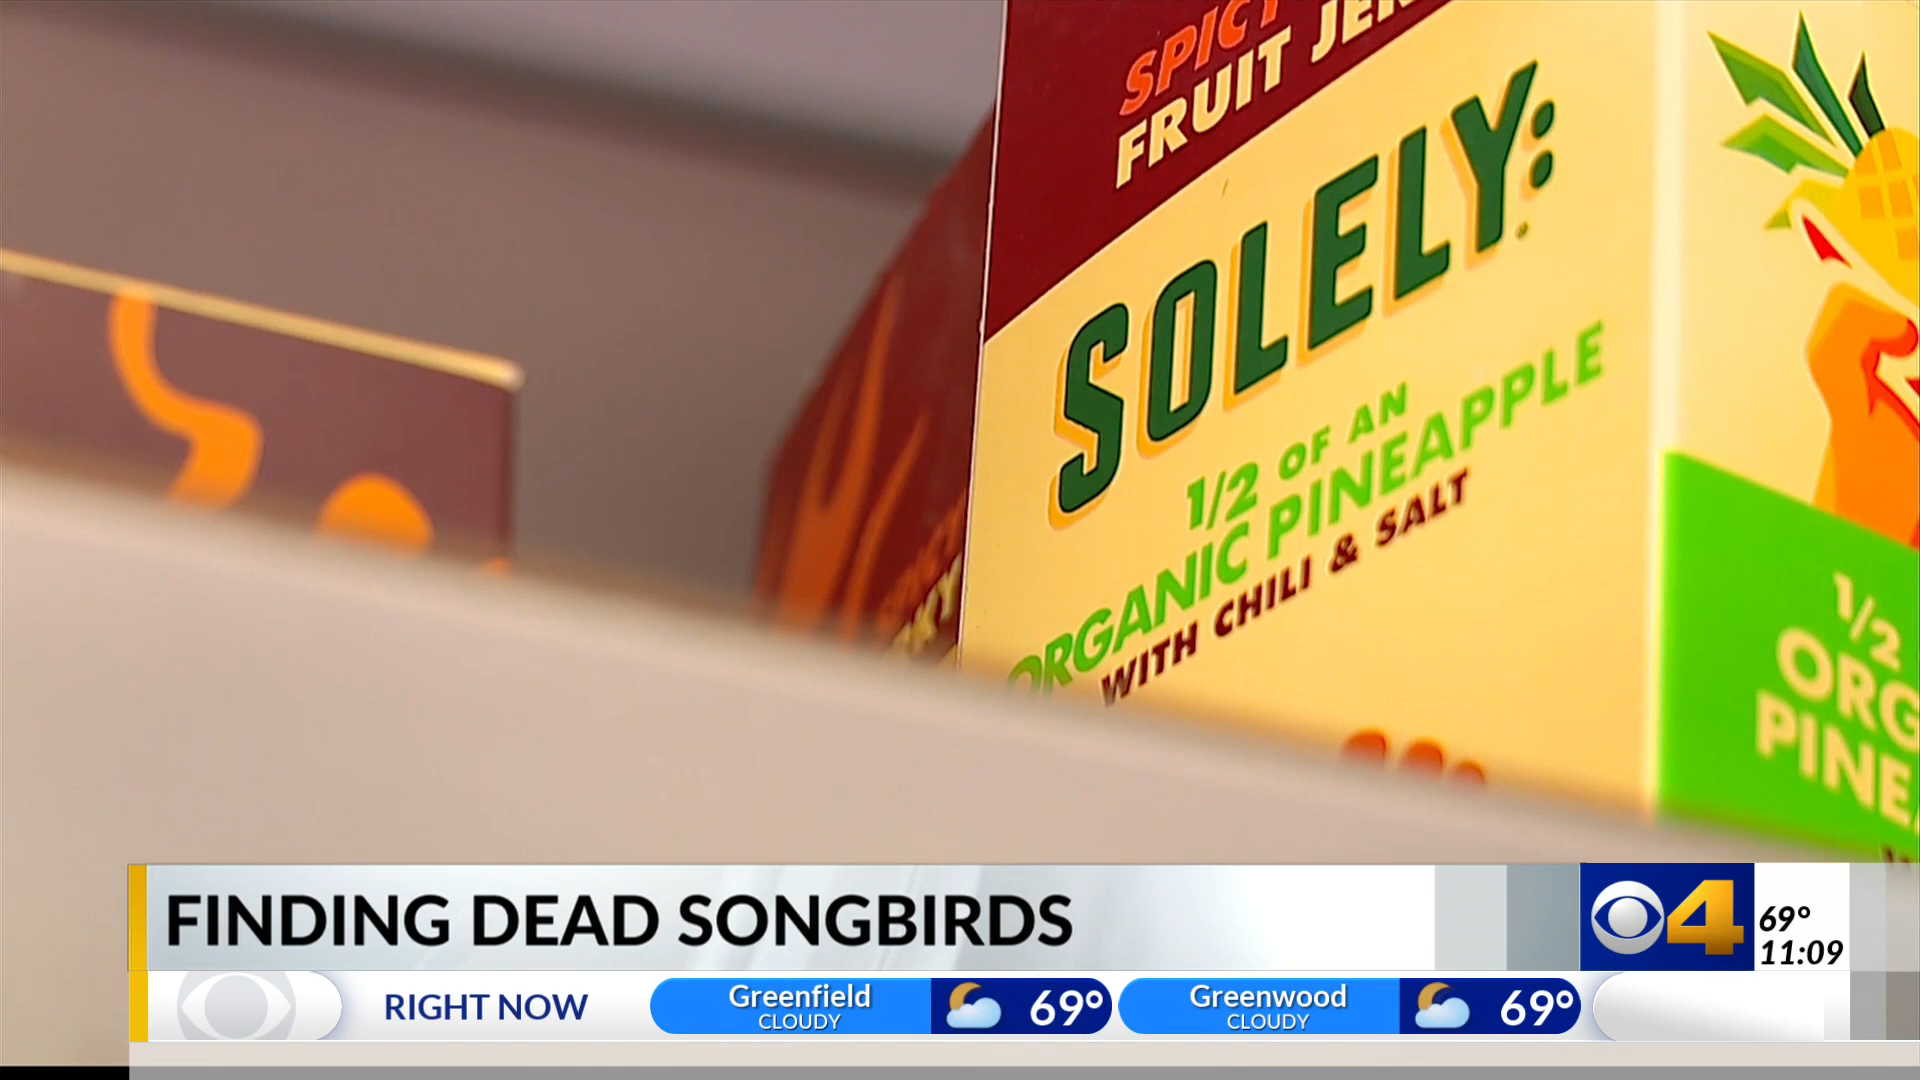 SPICY
FRUIT JER
SOLELY:
1/2 OF AN
ORGANIC PINEAPPLE
WITH CHILI & SALT
1/2
ORG
PINE
FINDING DEAD SONGBIRDS
4
69°
11:09
RIGHT NOW
Greenfield
CLOUDY
69°
Greenwood
CLOUDY
69°